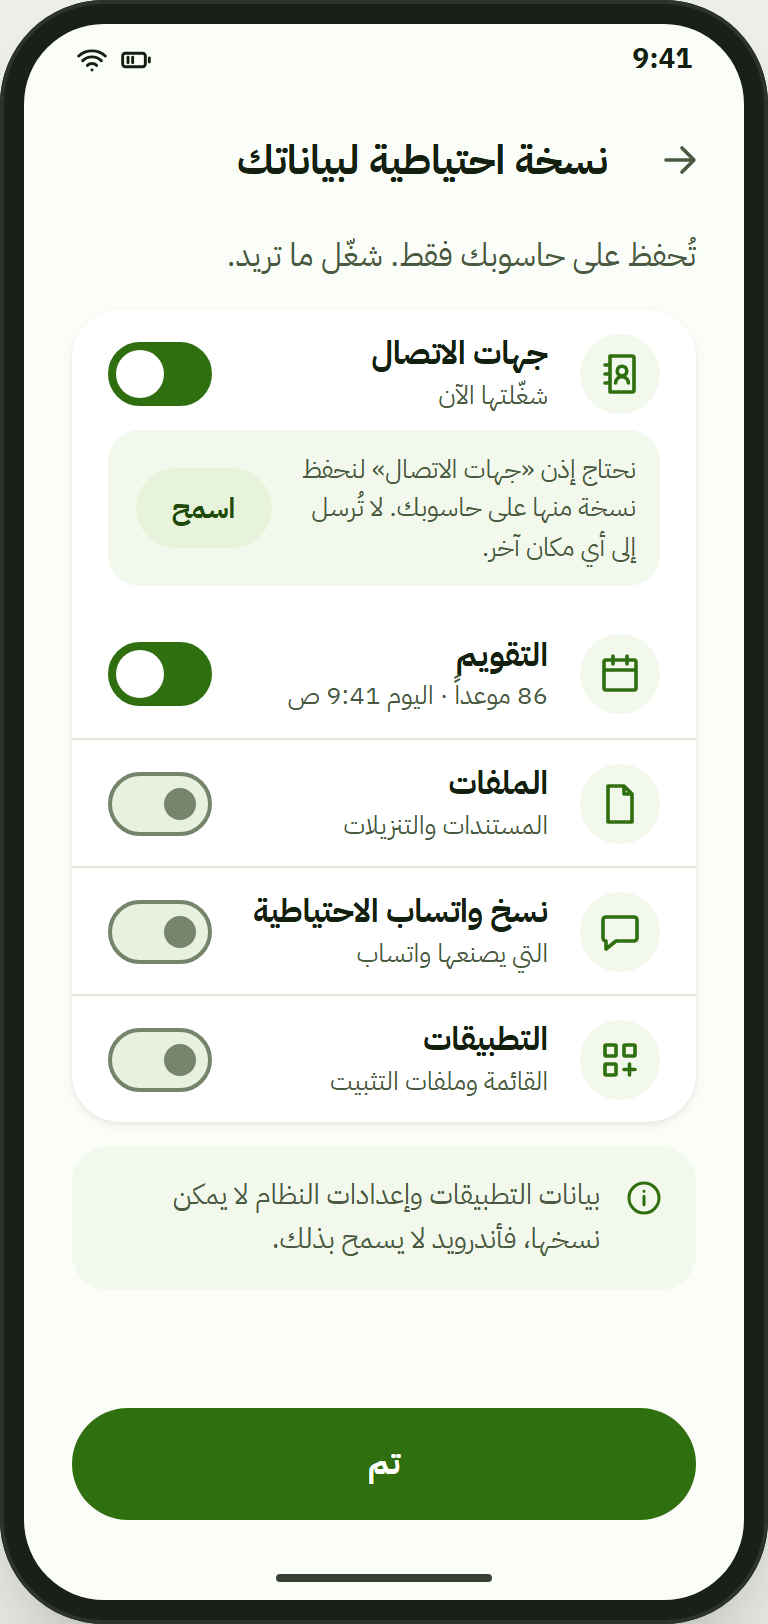 9:41
نسخة احتياطية لبياناتك
تُحفظ على حاسوبك فقط. شغّل ما تريد.
جهات الاتصال
شغّلتها الآن
نحتاج إذن «جهات الاتصال» لنحفظ
نسخة منها على حاسوبك. لا تُرسل
إلى أي مكان آخر.
اسمح
التقويم
86 موعداً · اليوم 9:41 ص
الملفات
المستندات والتنزيلات
نسخ واتساب الاحتياطية
التي يصنعها واتساب
التطبيقات
القائمة وملفات التثبيت
بيانات التطبيقات وإعدادات النظام لا يمكن
نسخها، فأندرويد لا يسمح بذلك.
تم